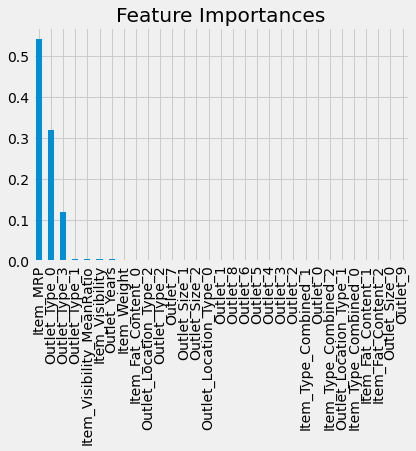 Feature Importances
0.5
0.4
0.3
0.2
0.1
0.0
Item_MRP
Outlet_Type_0
Outlet_Type_3
Outlet_Type_1
Item_Visibility_MeanRatio
Item_Visibility
Outlet_Years
Item_Weight
Item_Fat_Content_0
Outlet_Location_Type_2
Outlet_Type_2
Outlet_7
Outlet_Size_1
Outlet_Size_2
Outlet_Location_Type_0
Outlet_1
Outlet_8
Outlet_6
Outlet_5
Outlet_4
Outlet_3
Outlet_2
Item_Type_Combined_1
Outlet_0
Item_Type_Combined_2
Outlet_Location_Type_1
Item_Type_Combined_0
Item_Fat_Content_1
Item_Fat_Content_2
Outlet_Size_0
Outlet_9